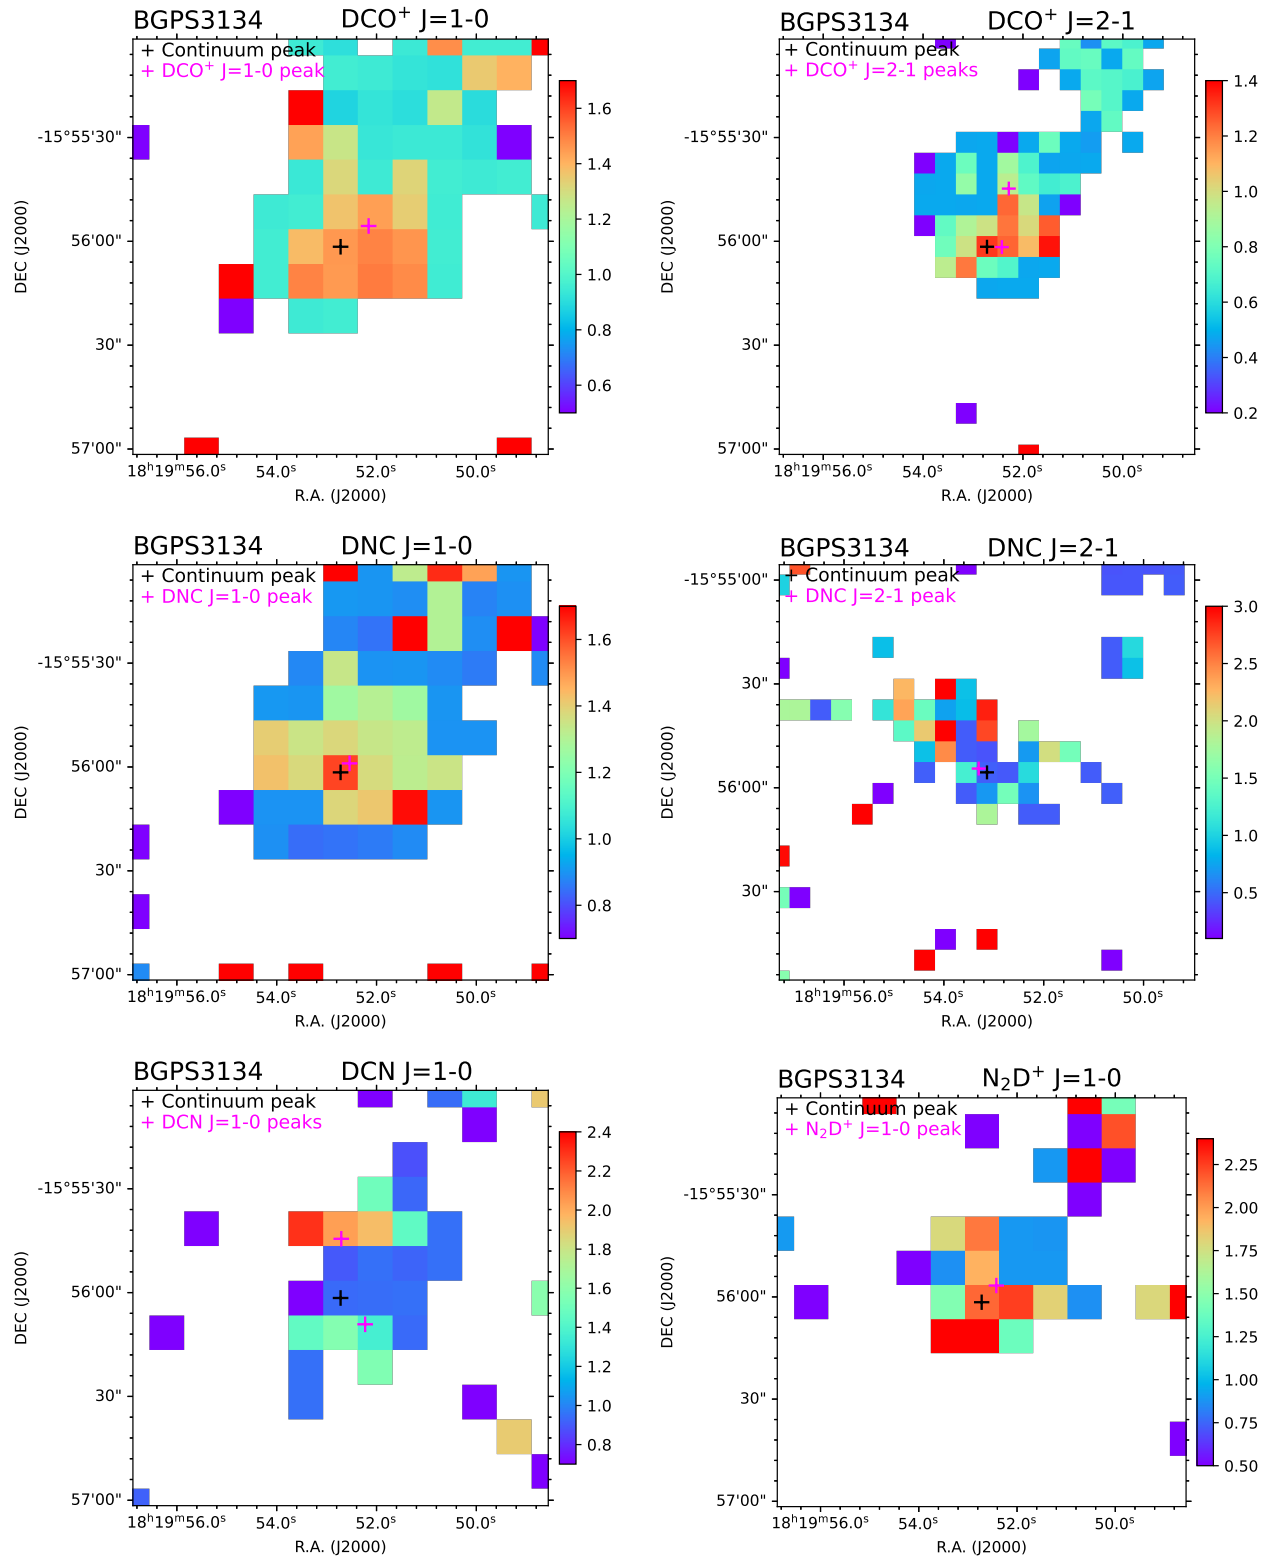 BGPS3134 DCO⁺ J=1-0
+ Continuum peak
+ DCO⁺ J=1-0 peak
-15°55'30"
56'00"
30"
57'00"
18ʰ19ᵐ56.0ˢ 54.0ˢ 52.0ˢ 50.0ˢ
R.A. (J2000)
DEC (J2000)
1.6
1.4
1.2
1.0
0.8
0.6
BGPS3134 DCO⁺ J=2-1
+ Continuum peak
+ DCO⁺ J=2-1 peaks
-15°55'30"
56'00"
30"
57'00"
18ʰ19ᵐ56.0ˢ 54.0ˢ 52.0ˢ 50.0ˢ
R.A. (J2000)
DEC (J2000)
1.4
1.2
1.0
0.8
0.6
0.4
0.2
BGPS3134 DNC J=1-0
+ Continuum peak
+ DNC J=1-0 peak
-15°55'30"
56'00"
30"
57'00"
18ʰ19ᵐ56.0ˢ 54.0ˢ 52.0ˢ 50.0ˢ
R.A. (J2000)
DEC (J2000)
1.6
1.4
1.2
1.0
0.8
BGPS3134 DNC J=2-1
+ Continuum peak
+ DNC J=2-1 peak
-15°55'00"
30"
56'00"
30"
18ʰ19ᵐ56.0ˢ 54.0ˢ 52.0ˢ 50.0ˢ
R.A. (J2000)
DEC (J2000)
3.0
2.5
2.0
1.5
1.0
0.5
BGPS3134 DCN J=1-0
+ Continuum peak
+ DCN J=1-0 peaks
-15°55'30"
56'00"
30"
57'00"
18ʰ19ᵐ56.0ˢ 54.0ˢ 52.0ˢ 50.0ˢ
R.A. (J2000)
DEC (J2000)
2.4
2.2
2.0
1.8
1.6
1.4
1.2
1.0
0.8
BGPS3134 N₂D⁺ J=1-0
+ Continuum peak
+ N₂D⁺ J=1-0 peak
-15°55'30"
56'00"
30"
57'00"
18ʰ19ᵐ56.0ˢ 54.0ˢ 52.0ˢ 50.0ˢ
R.A. (J2000)
DEC (J2000)
2.25
2.00
1.75
1.50
1.25
1.00
0.75
0.50